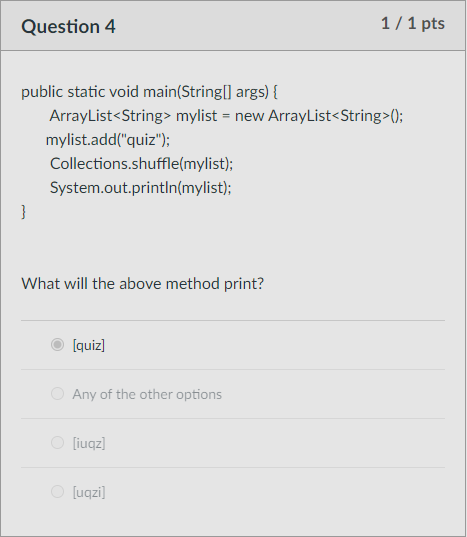 Question 4
1 / 1 pts
public static void main(String[] args) {
ArrayList<String> mylist = new ArrayList<String>();
mylist.add("quiz");
Collections.shuffle(mylist);
System.out.println(mylist);
}
What will the above method print?
[quiz]
Any of the other options
[iuqz]
[uqzi]